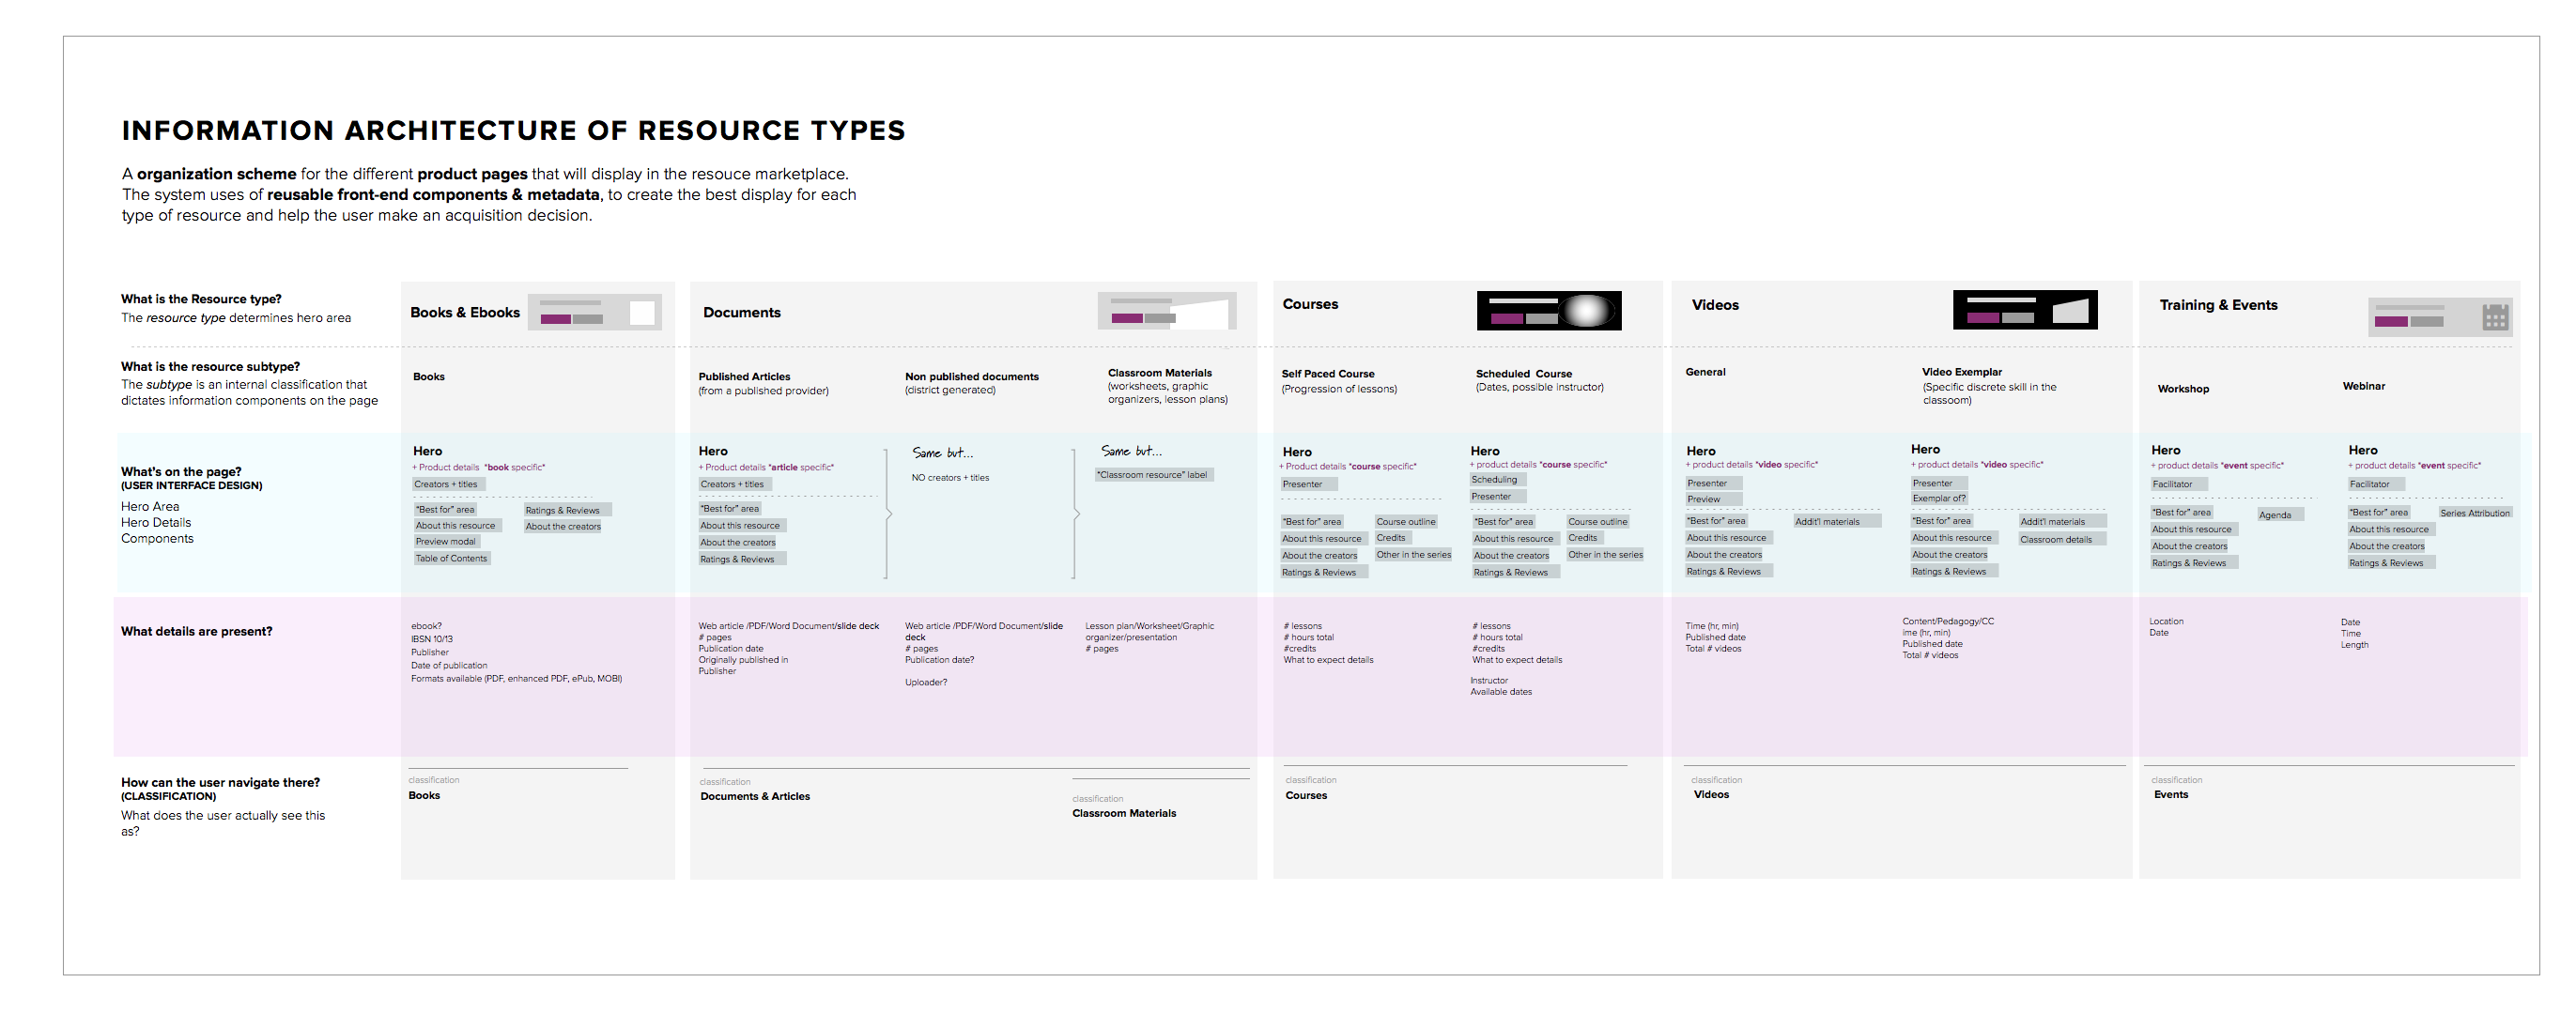 INFORMATION ARCHITECTURE OF RESOURCE TYPES
A organization scheme for the different product pages that will display in the resouce marketplace.
The system uses of reusable front-end components & metadata, to create the best display for each
type of resource and help the user make an acquisition decision.
What is the Resource type?
The resource type determines hero area
Books & Ebooks
Documents
Courses
Videos
Training & Events
What is the resource subtype?
The subtype is an internal classification that
dictates information components on the page
Books
Published Articles
(from a published provider)
Non published documents
(district generated)
Classroom Materials
(worksheets, graphic
organizers, lesson plans)
Self Paced Course
(Progression of lessons)
Scheduled Course
(Dates, possible instructor)
General
Video Exemplar
(Specific discrete skill in the
classoom)
Workshop
Webinar
What's on the page?
(USER INTERFACE DESIGN)
Hero Area
Hero Details
Components
Hero
+ Product details *book specific*
Creators + titles
"Best for" area
About this resource
Preview modal
Table of Contents
Ratings & Reviews
About the creators
Hero
+ Product details *article specific*
Creators + titles
"Best for" area
About this resource
About the creators
Ratings & Reviews
Same but...
NO creators + titles
Same but...
"Classroom resource" label
Hero
+ Product details *course specific*
Presenter
"Best for" area
About this resource
About the creators
Ratings & Reviews
Course outline
Credits
Other in the series
Hero
+ product details *course specific*
Scheduling
Presenter
"Best for" area
About this resource
About the creators
Ratings & Reviews
Course outline
Credits
Other in the series
Hero
+ product details *video specific*
Presenter
Preview
"Best for" area
About this resource
About the creators
Ratings & Reviews
Addit'l materials
Hero
+ product details *video specific*
Presenter
Exemplar of?
"Best for" area
About this resource
About the creators
Ratings & Reviews
Addit'l materials
Classroom details
Hero
+ product details *event specific*
Facilitator
"Best for" area
About this resource
About the creators
Ratings & Reviews
Agenda
Hero
+ product details *event specific*
Facilitator
"Best for" area
About this resource
About the creators
Ratings & Reviews
Series Attribution
What details are present?
ebook?
IBSN 10/13
Publisher
Date of publication
Formats available (PDF, enhanced PDF, ePub, MOBI)
Web article /PDF/Word Document/slide deck
# pages
Publication date
Originally published in
Publisher
Web article /PDF/Word Document/slide
deck
# pages
Publication date?
Uploader?
Lesson plan/Worksheet/Graphic
organizer/presentation
# pages
# lessons
# hours total
#credits
What to expect details
# lessons
# hours total
#credits
What to expect details
Instructor
Available dates
Time (hr, min)
Published date
Total # videos
Content/Pedagogy/CC
ime (hr, min)
Published date
Total # videos
Location
Date
Date
Time
Length
How can the user navigate there?
(CLASSIFICATION)
What does the user actually see this
as?
classification
Books
classification
Documents & Articles
classification
Classroom Materials
classification
Courses
classification
Videos
classification
Events